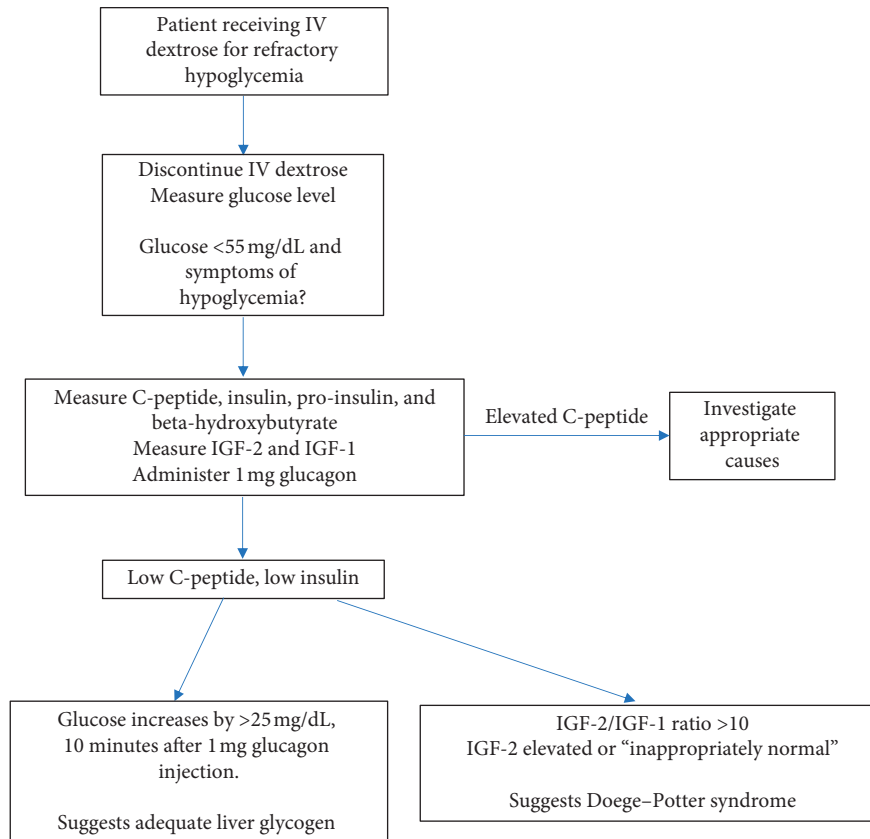 Patient receiving IV
dextrose for refractory
hypoglycemia
Discontinue IV dextrose
Measure glucose level
Glucose <55 mg/dL and
symptoms of
hypoglycemia?
Measure C-peptide, insulin, pro-insulin, and
beta-hydroxybutyrate
Measure IGF-2 and IGF-1
Administer 1 mg glucagon
Elevated C-peptide
Investigate
appropriate
causes
Low C-peptide, low insulin
Glucose increases by >25 mg/dL,
10 minutes after 1 mg glucagon
injection.
Suggests adequate liver glycogen
IGF-2/IGF-1 ratio >10
IGF-2 elevated or “inappropriately normal”
Suggests Doege–Potter syndrome